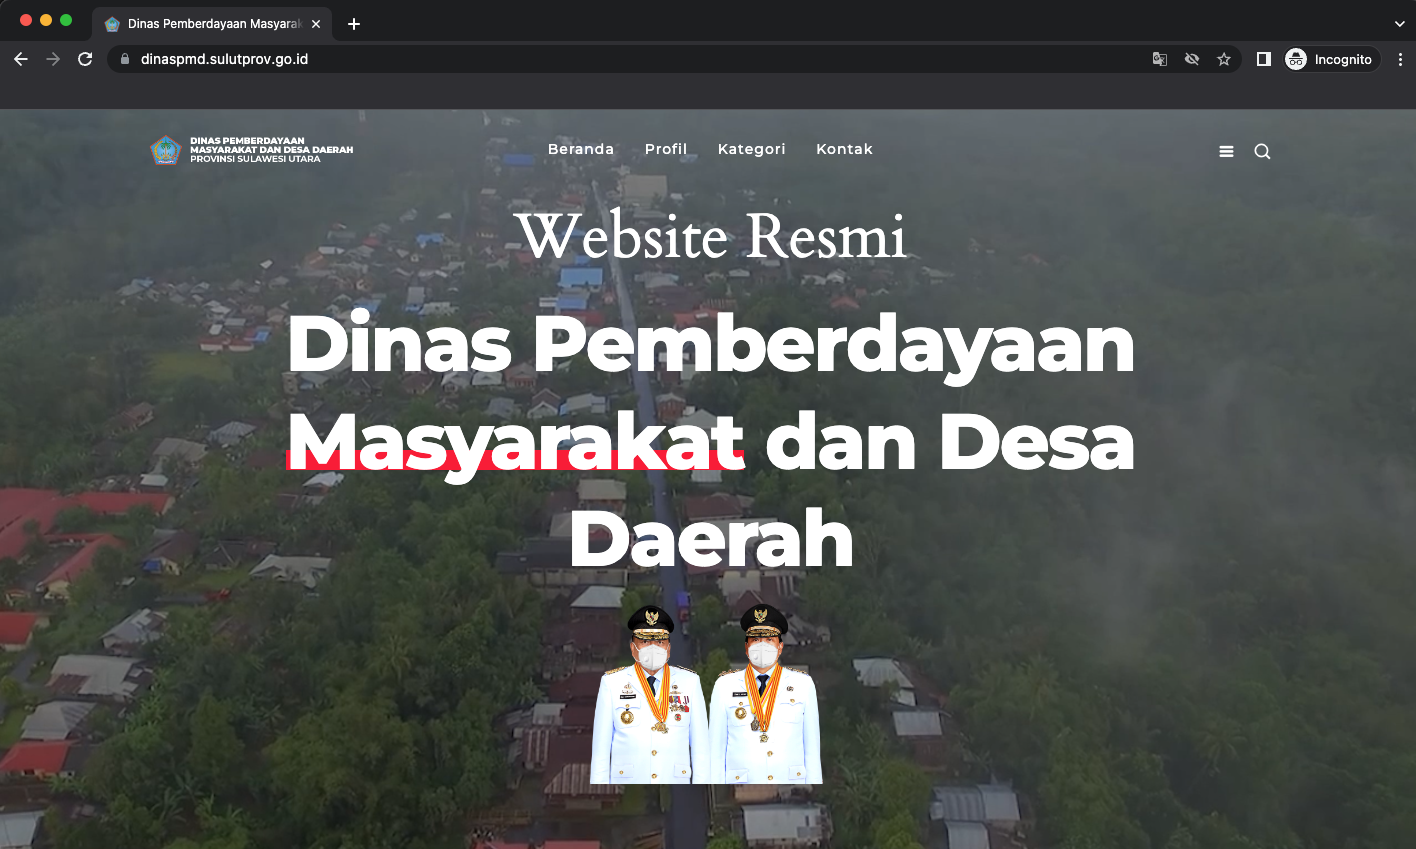 Dinas Pemberdayaan Masyarak
dinaspmd.sulutprov.go.id
Incognito
DINAS PEMBERDAYAAN
MASYARAKAT DAN DESA DAERAH
PROVINSI SULAWESI UTARA
Beranda Profil Kategori Kontak
Website Resmi
Dinas Pemberdayaan
Masyarakat dan Desa
Daerah